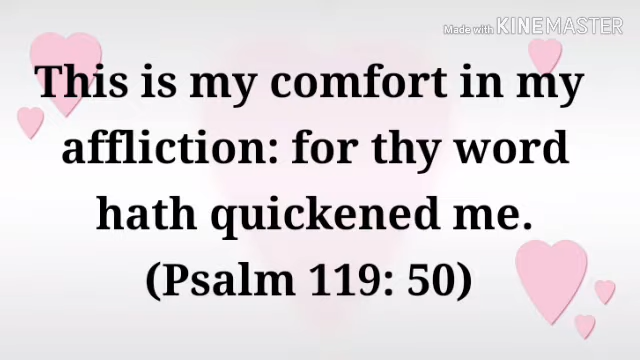 Made with KINEMASTER
This is my comfort in my
affliction: for thy word
hath quickened me.
(Psalm 119: 50)